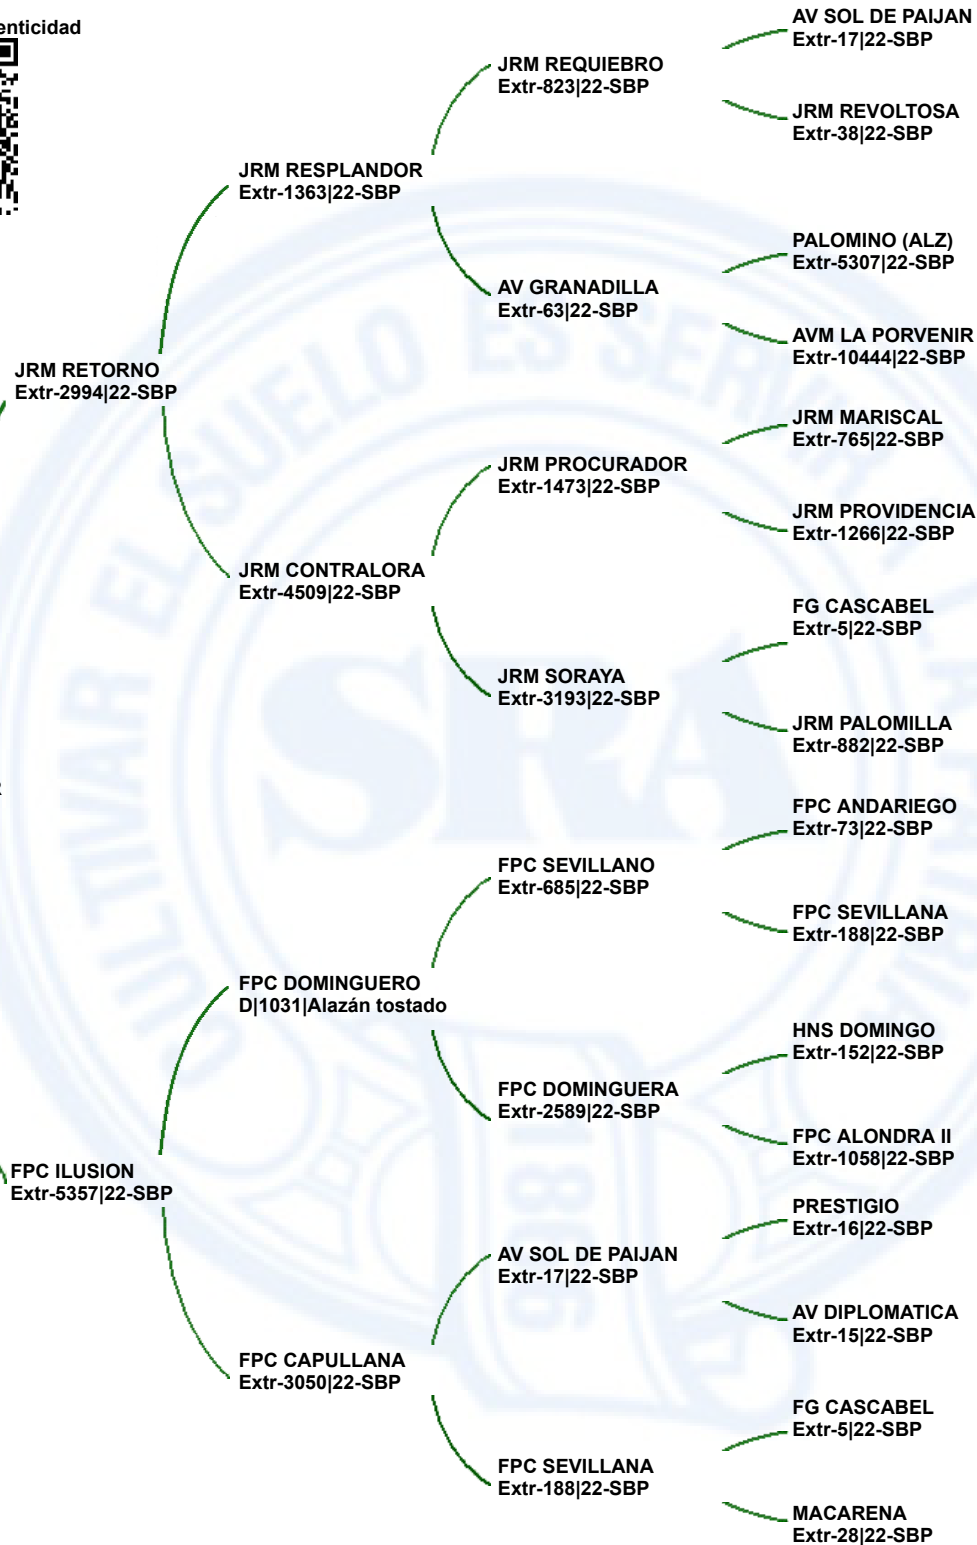 enticidad
AV SOL DE PAIJAN
Extr-17|22-SBP
JRM REQUIEBRO
Extr-823|22-SBP
JRM REVOLTOSA
Extr-38|22-SBP
JRM RESPLANDOR
Extr-1363|22-SBP
PALOMINO (ALZ)
Extr-5307|22-SBP
AV GRANADILLA
Extr-63|22-SBP
AVM LA PORVENIR
Extr-10444|22-SBP
JRM RETORNO
Extr-2994|22-SBP
JRM MARISCAL
Extr-765|22-SBP
JRM PROCURADOR
Extr-1473|22-SBP
JRM PROVIDENCIA
Extr-1266|22-SBP
JRM CONTRALORA
Extr-4509|22-SBP
FG CASCABEL
Extr-5|22-SBP
JRM SORAYA
Extr-3193|22-SBP
JRM PALOMILLA
Extr-882|22-SBP
FPC ANDARIEGO
Extr-73|22-SBP
FPC SEVILLANO
Extr-685|22-SBP
FPC SEVILLANA
Extr-188|22-SBP
FPC DOMINGUERO
D|1031|Alazán tostado
HNS DOMINGO
Extr-152|22-SBP
FPC DOMINGUERA
Extr-2589|22-SBP
FPC ALONDRA II
Extr-1058|22-SBP
FPC ILUSION
Extr-5357|22-SBP
PRESTIGIO
Extr-16|22-SBP
AV SOL DE PAIJAN
Extr-17|22-SBP
AV DIPLOMATICA
Extr-15|22-SBP
FPC CAPULLANA
Extr-3050|22-SBP
FG CASCABEL
Extr-5|22-SBP
FPC SEVILLANA
Extr-188|22-SBP
MACARENA
Extr-28|22-SBP
CULTIVAR EL SUELO ES SERVIR
SRA
1866